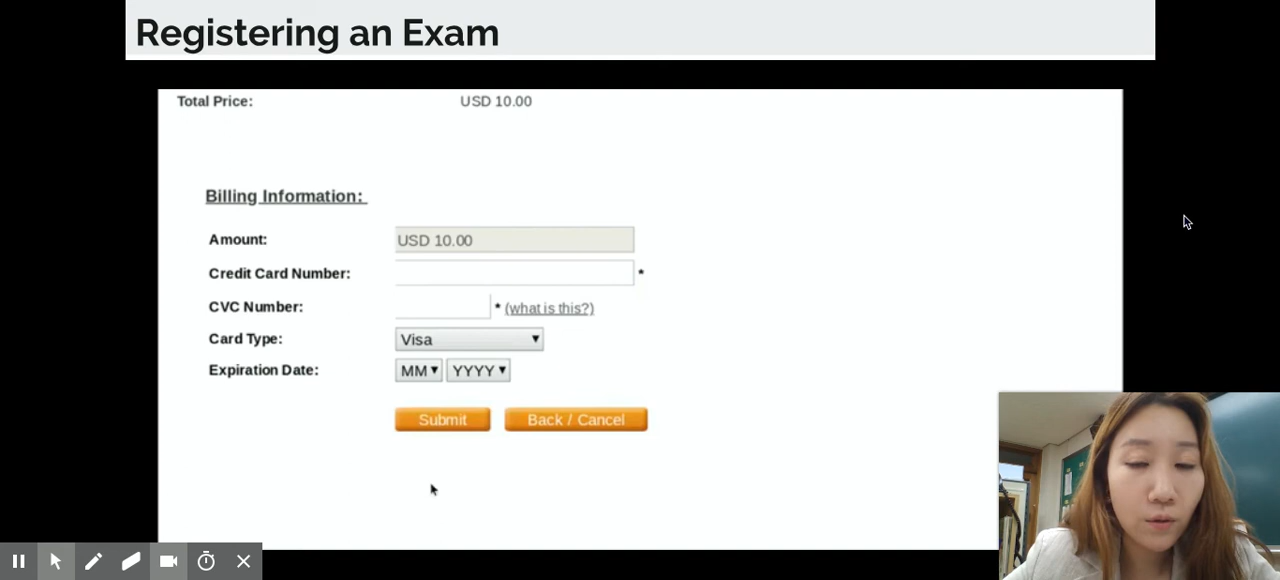 Registering an Exam
Total Price: USD 10.00
Billing Information:
Amount: USD 10.00
Credit Card Number: *
CVC Number: * (what is this?)
Card Type: Visa
Expiration Date: MM YYYY
Submit Back / Cancel